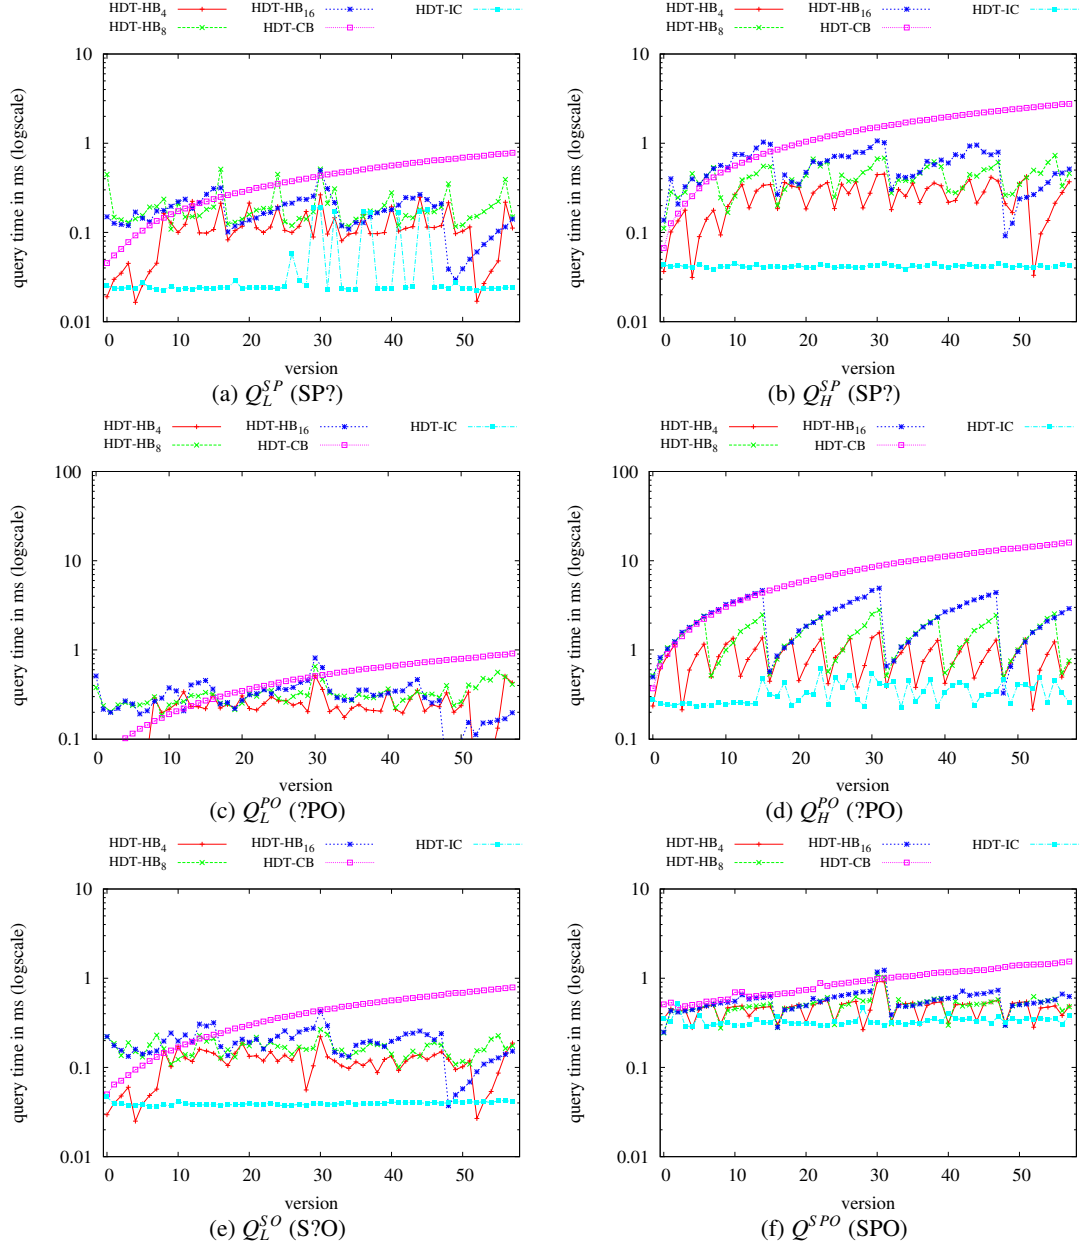 HDT-HB4 HDT-HB16 HDT-IC
HDT-HB8 HDT-CB
query time in ms (logscale)
10
1
0.1
0.01
0 10 20 30 40 50
version
(a) Q_L^SP (SP?)
HDT-HB4 HDT-HB16 HDT-IC
HDT-HB8 HDT-CB
query time in ms (logscale)
10
1
0.1
0.01
0 10 20 30 40 50
version
(b) Q_H^SP (SP?)
HDT-HB4 HDT-HB16 HDT-IC
HDT-HB8 HDT-CB
query time in ms (logscale)
100
10
1
0.1
0 10 20 30 40 50
version
(c) Q_L^PO (?PO)
HDT-HB4 HDT-HB16 HDT-IC
HDT-HB8 HDT-CB
query time in ms (logscale)
100
10
1
0.1
0 10 20 30 40 50
version
(d) Q_H^PO (?PO)
HDT-HB4 HDT-HB16 HDT-IC
HDT-HB8 HDT-CB
query time in ms (logscale)
10
1
0.1
0.01
0 10 20 30 40 50
version
(e) Q_L^SO (S?O)
HDT-HB4 HDT-HB16 HDT-IC
HDT-HB8 HDT-CB
query time in ms (logscale)
10
1
0.1
0.01
0 10 20 30 40 50
version
(f) Q^SPO (SPO)